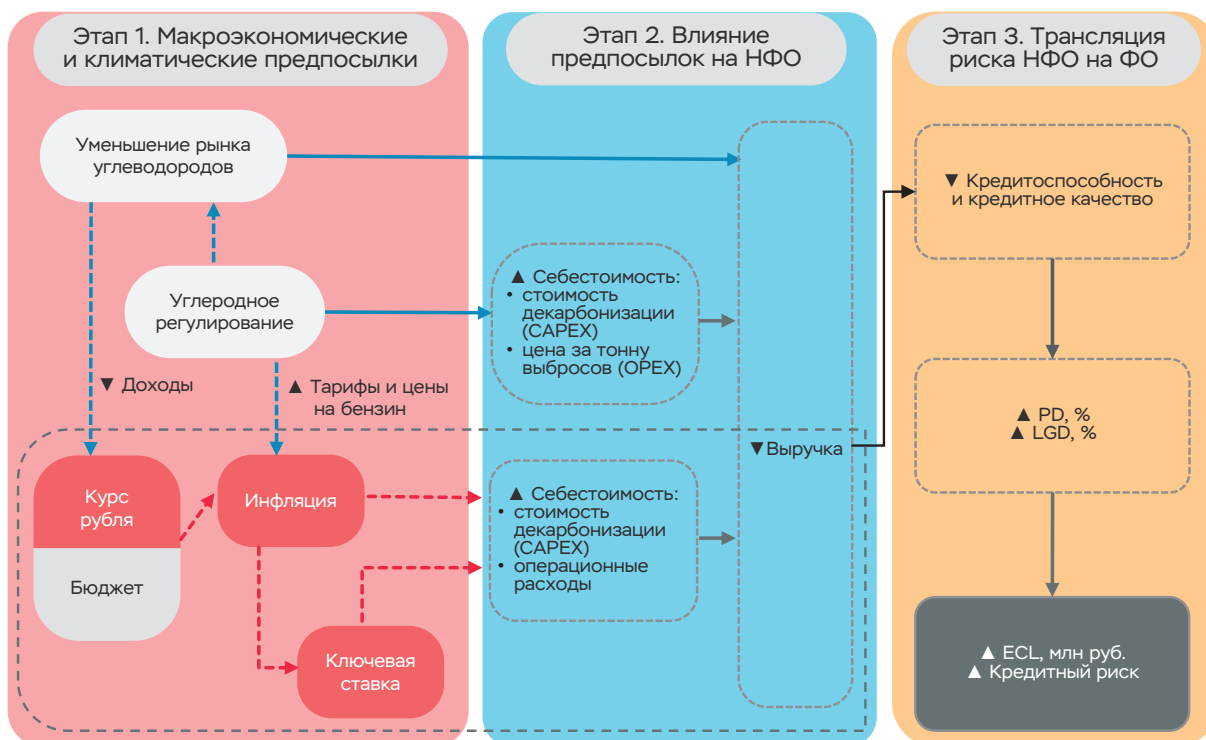 Этап 1. Макроэкономические
и климатические предпосылки
Этап 2. Влияние
предпосылок на НФО
Этап 3. Трансляция
риска НФО на ФО
Уменьшение рынка
углеводородов
▼ Кредитоспособность
и кредитное качество
Углеродное
регулирование
▲ Себестоимость:
• стоимость
декарбонизации
(CAPEX)
• цена за тонну
выбросов (OPEX)
▼ Доходы
▲ Тарифы и цены
на бензин
▲ PD, %
▲ LGD, %
▼Выручка
Курс
рубля
Бюджет
Инфляция
▲ Себестоимость:
• стоимость
декарбонизации
(CAPEX)
• операционные
расходы
Ключевая
ставка
▲ ECL, млн руб.
▲ Кредитный риск